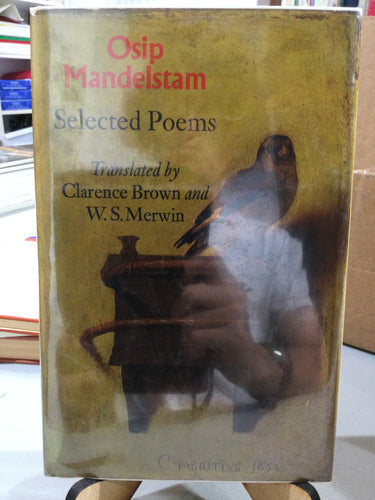 Osip
Mandelstam
Selected Poems
Translated by
Clarence Brown and
W. S. Merwin
C FABRITIVS 1654